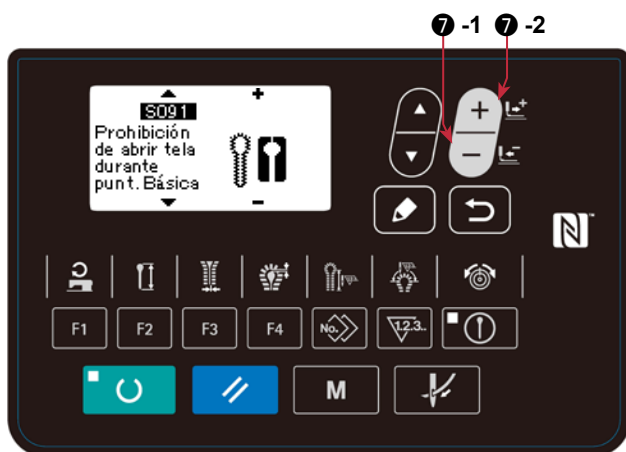 ❼ -1 ❼ -2
S091
Prohibición
de abrir tela
durante
punt.Básica
+
−
+
−
F1 F2 F3 F4 No. 1.2.3..
M
N